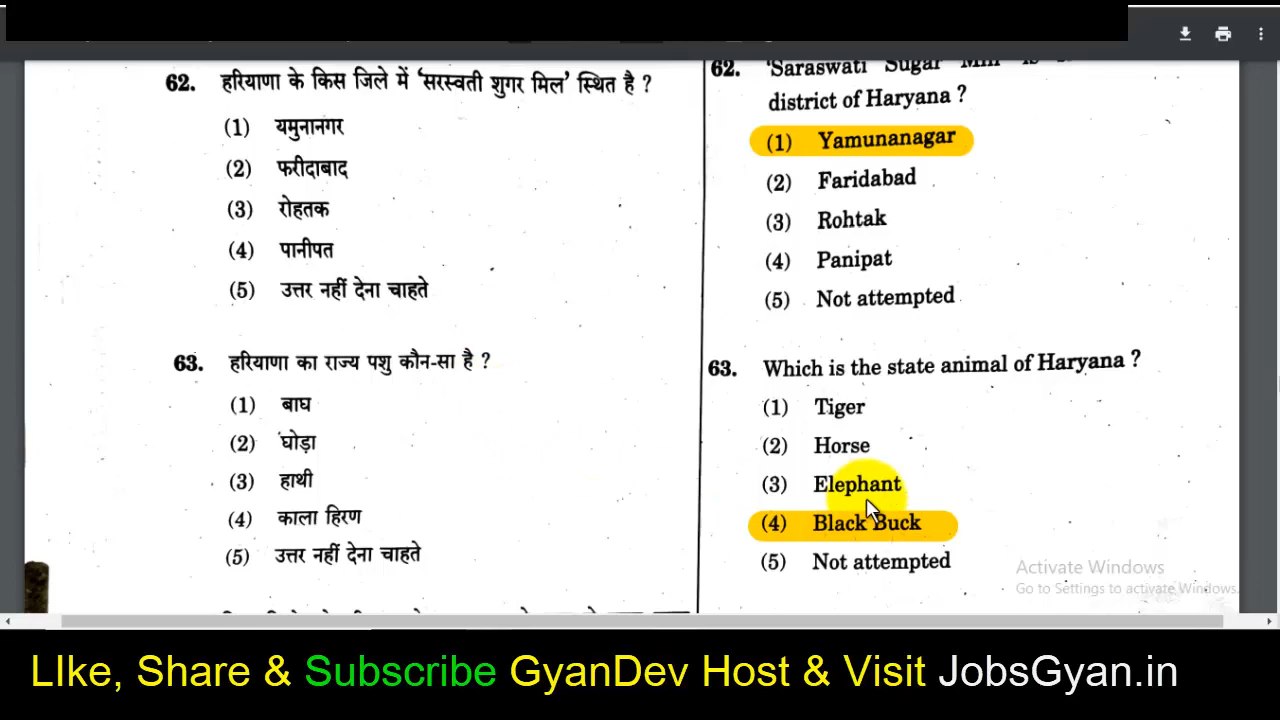 62. हरियाणा के किस जिले में 'सरस्वती शुगर मिल' स्थित है ?
(1) यमुनानगर
(2) फरीदाबाद
(3) रोहतक
(4) पानीपत
(5) उत्तर नहीं देना चाहते
63. हरियाणा का राज्य पशु कौन-सा है ?
(1) बाघ
(2) घोड़ा
(3) हाथी
(4) काला हिरण
(5) उत्तर नहीं देना चाहते
62. 'Saraswati Sugar Mill
district of Haryana ?
(1) Yamunanagar
(2) Faridabad
(3) Rohtak
(4) Panipat
(5) Not attempted
63. Which is the state animal of Haryana ?
(1) Tiger
(2) Horse
(3) Elephant
(4) Black Buck
(5) Not attempted
Activate Windows
Go to Settings to activate Windows.
LIke, Share & Subscribe GyanDev Host & Visit JobsGyan.in